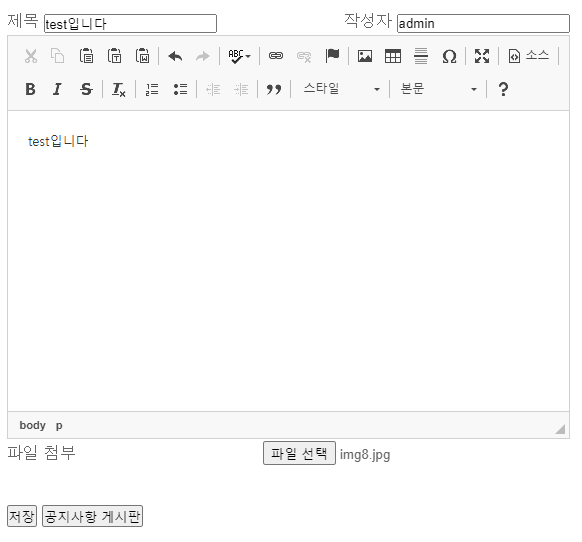 제목 test입니다 작성자 admin
ABC 소스
B I S Tx 스타일 본문 ?
test입니다
body p
파일 첨부 파일 선택 img8.jpg
저장 공지사항 게시판